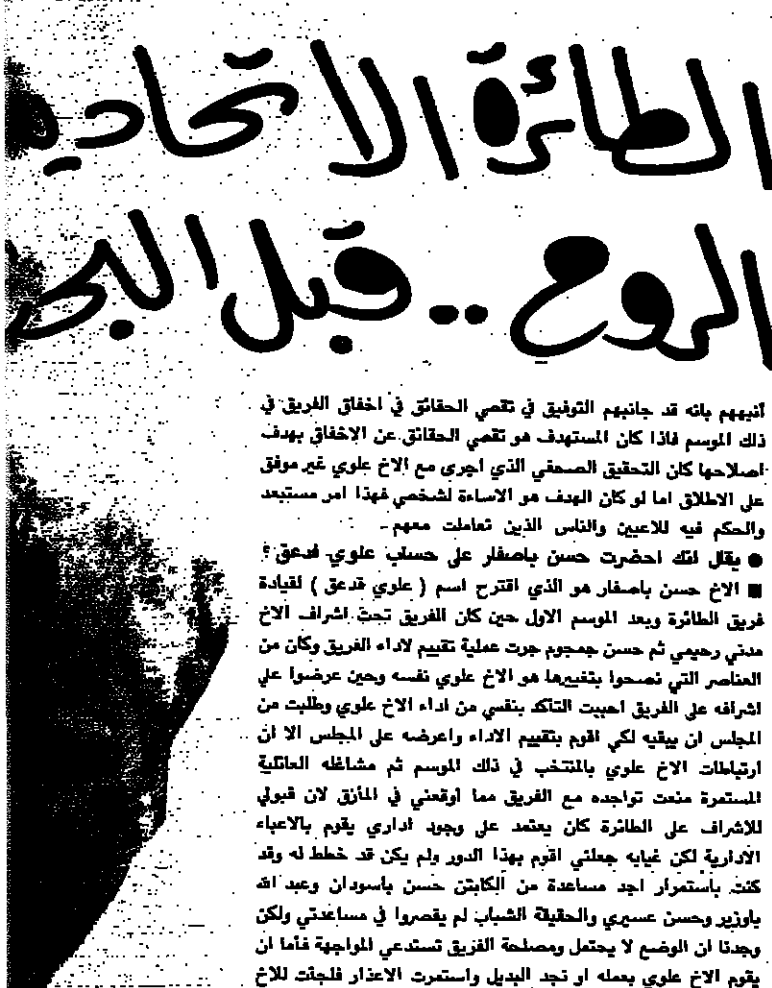 الطائرة الاتحادية
الروح .. قبل
أنبههم بانه قد جانبهم التوفيق في تقصي الحقائق في اخفاق الفريق في
ذلك الموسم فاذا كان المستهدف هو تقصي الحقائق عن الاخفاق بهدف
اصلاحها كان التحقيق الصحفي الذي اجرى مع الاخ علوي غير موفق
على الاطلاق اما لو كان الهدف هو الاساءة لشخصي فهذا امر مستبعد
والحكم فيه للاعبين والناس الذين تعاملت معهم ـ
● يقال انك احضرت حسن باصفار على حساب علوي فدعق ؟
■ الاخ حسن باصفار هو الذي اقترح اسم ( علوي فدعق ) لقيادة
فريق الطائرة وبعد الموسم الاول حين كان الفريق تحت اشراف الاخ
مدني رحيمي ثم حسن جمجوم جرت عملية تقييم لاداء الفريق وكان من
العناصر التي نصحوا بتغييرها هو الاخ علوي نفسه وحين عرضوا علي
اشرافه على الفريق احببت التأكد بنفسي من اداء الاخ علوي وطلبت من
المجلس ان يبقيه لكي اقوم بتقييم الاداء واعرضه على المجلس الا ان
ارتباطات الاخ علوي بالمنتخب في ذلك الموسم ثم مشاغله العائلية
المستمرة منعت تواجده مع الفريق مما أوقعني في المأزق لان قبولي
للاشراف على الطائرة كان يعتمد على وجود اداري يقوم بالاعباء
الادارية لكن غيابه جعلني اقوم بهذا الدور ولم يكن قد خطط له وقد
كنت باستمرار اجد مساعدة من الكابتن حسن باسودان وعبد الله
باوزير وحسن عسيري والحقيقة الشباب لم يقصروا في مساعدتي ولكن
وجدنا ان الوضع لا يحتمل ومصلحة الفريق تستدعي المواجهة فأما ان
يقوم الاخ علوي بعمله او نجد البديل واستمرت الاعذار فلجئت للاخ